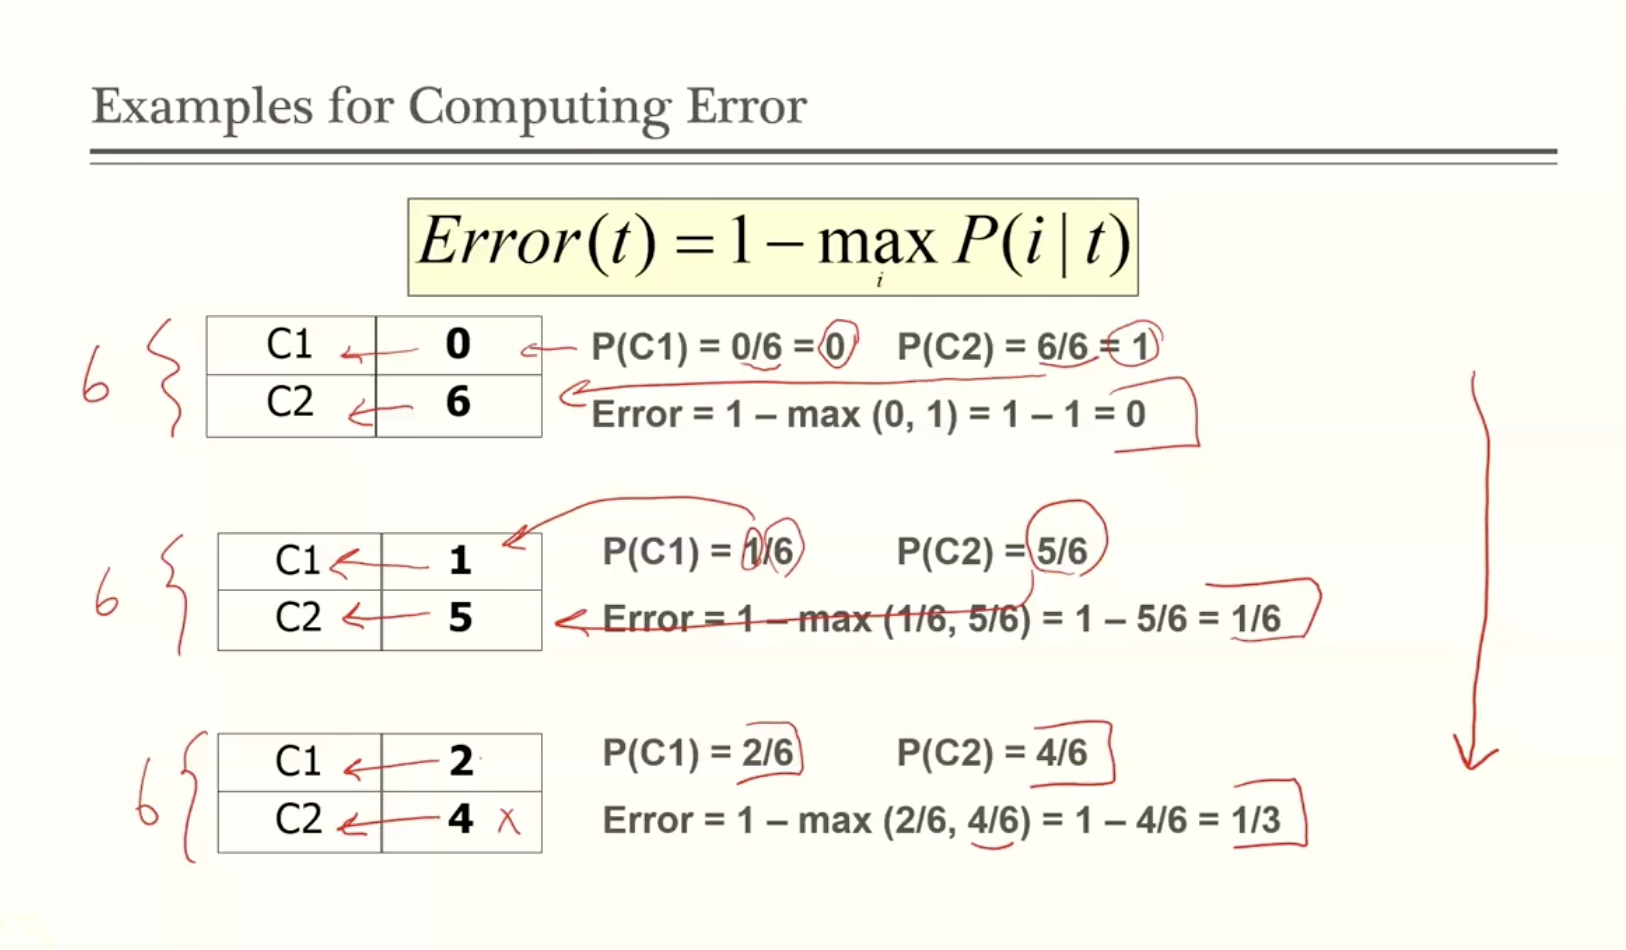 Examples for Computing Error
Error(t) = 1 − max P(i | t)
i
6
C1 0 P(C1) = 0/6 = 0 P(C2) = 6/6 = 1
C2 6 Error = 1 – max (0, 1) = 1 – 1 = 0
6
C1 1 P(C1) = 1/6 P(C2) = 5/6
C2 5 Error = 1 – max (1/6, 5/6) = 1 – 5/6 = 1/6
6
C1 2 P(C1) = 2/6 P(C2) = 4/6
C2 4 x Error = 1 – max (2/6, 4/6) = 1 – 4/6 = 1/3